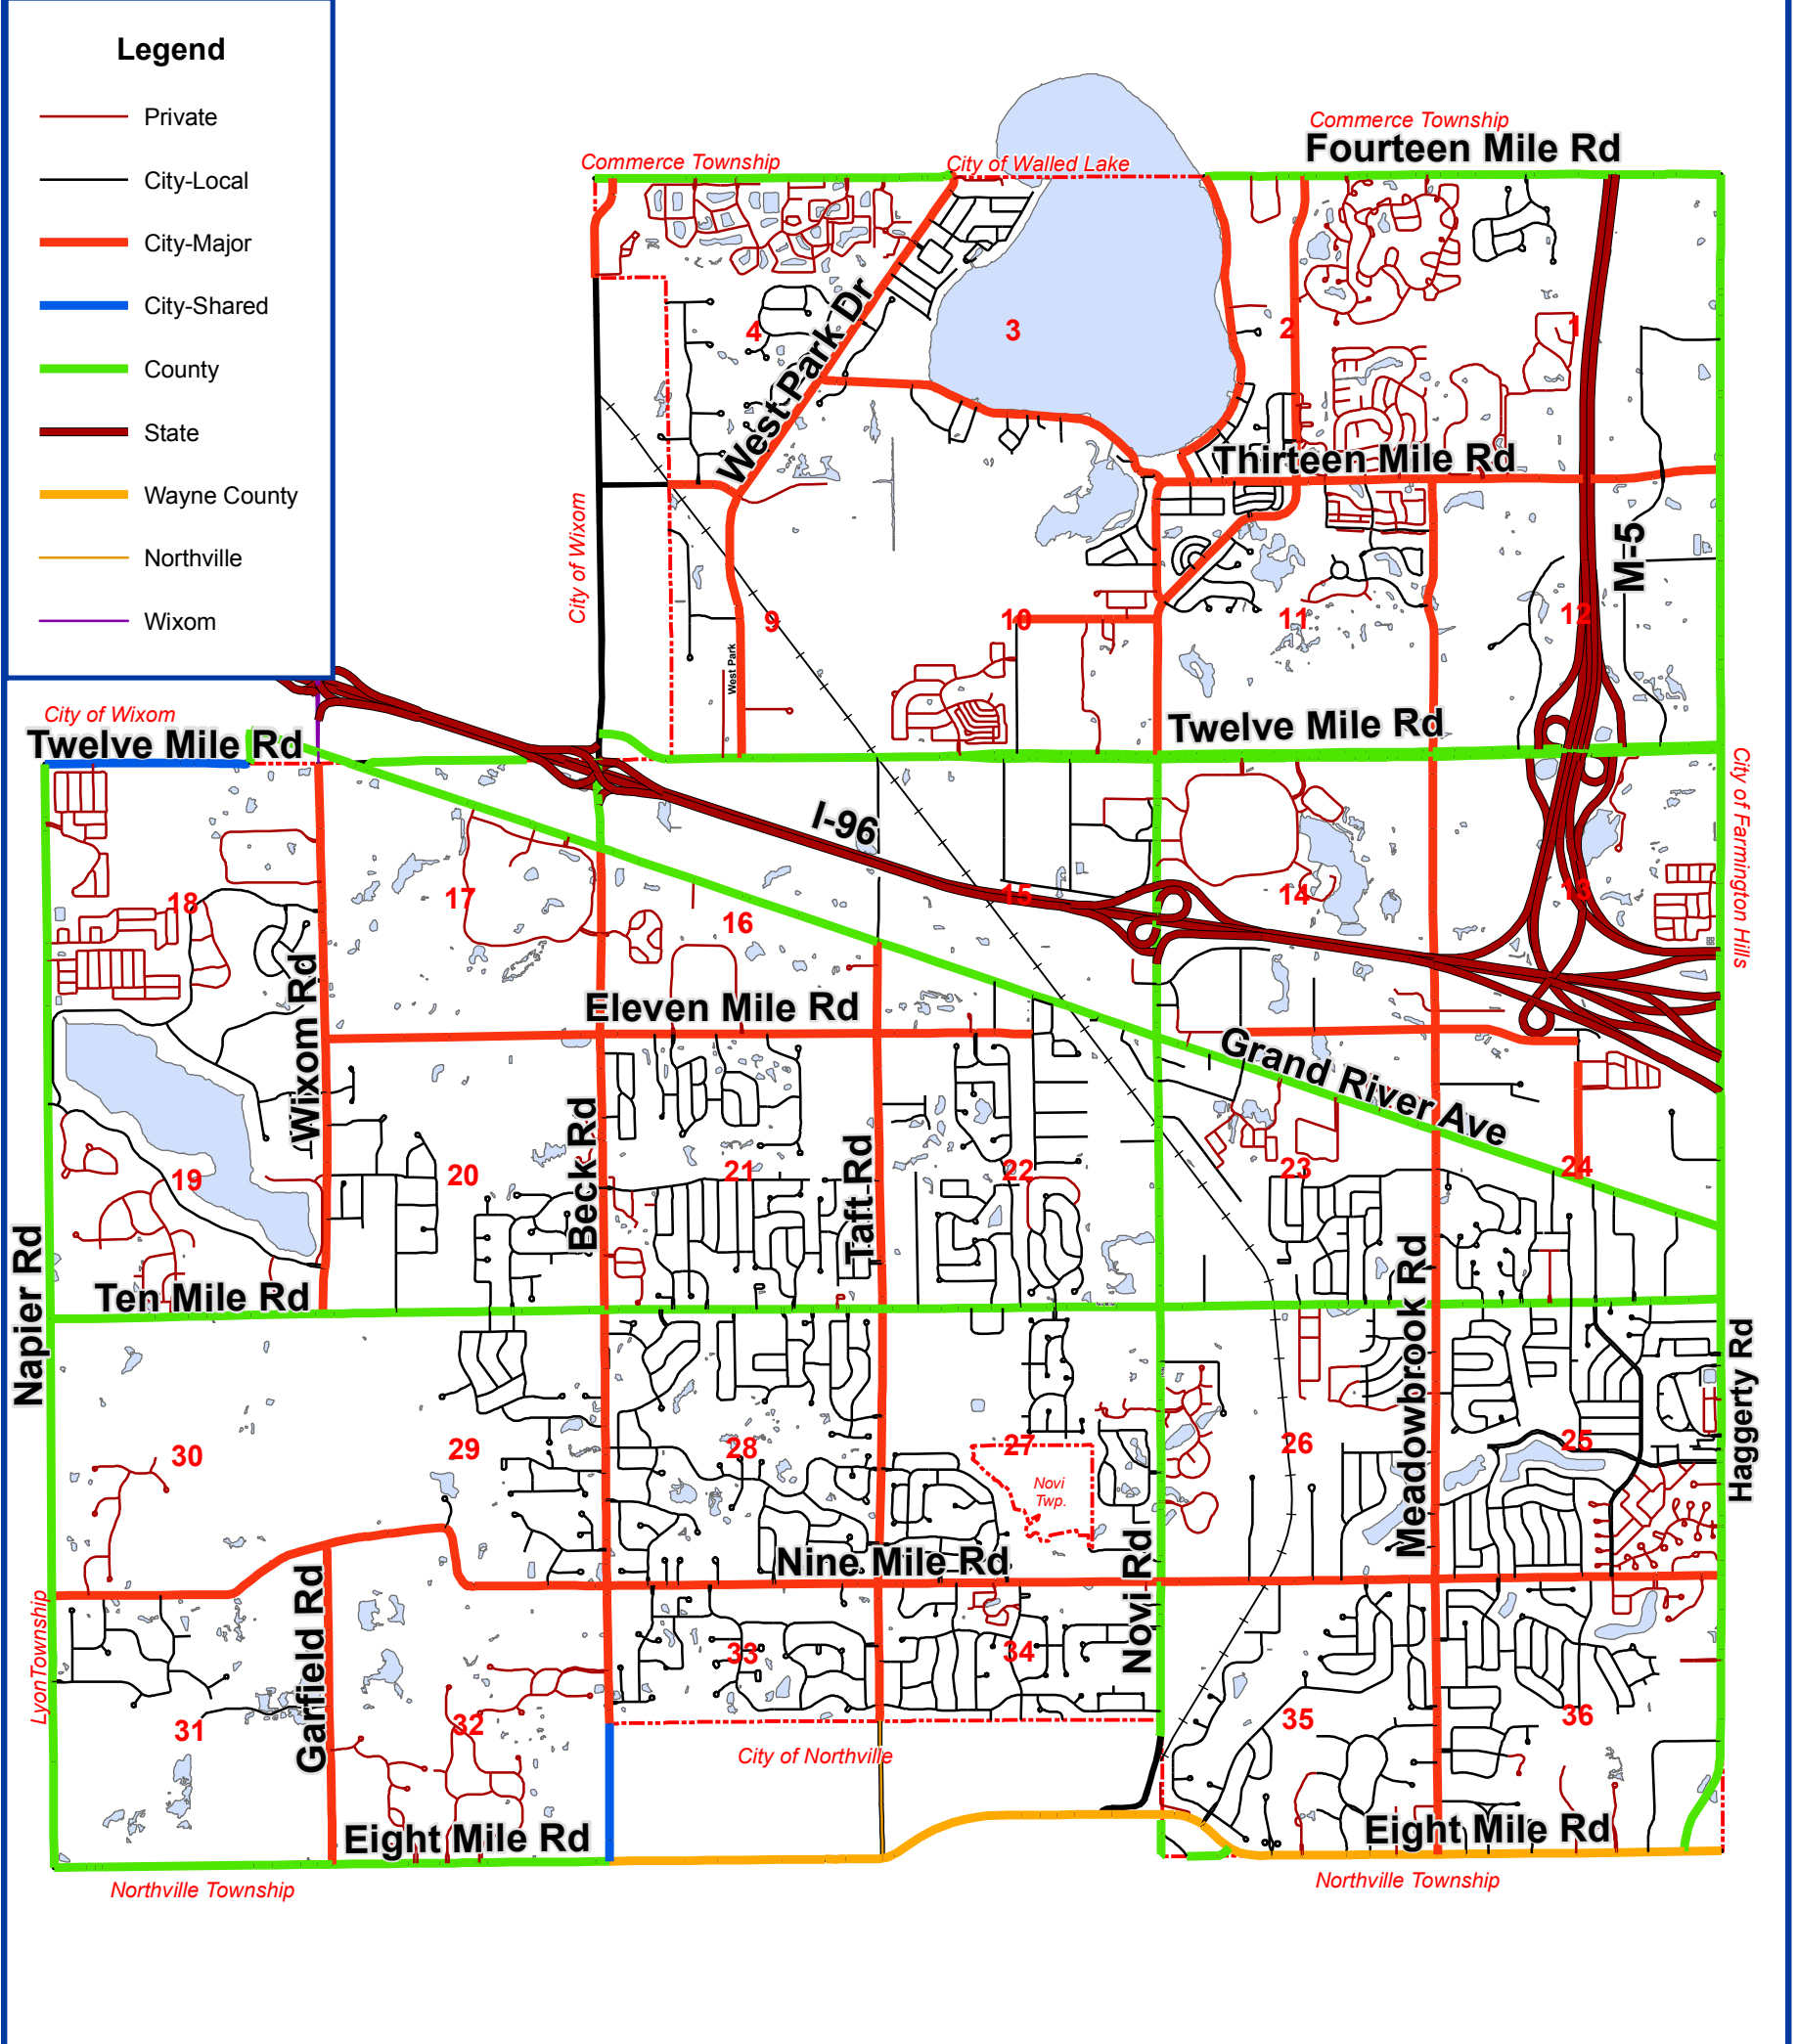 Legend
Private
City-Local
City-Major
City-Shared
County
State
Wayne County
Northville
Wixom
Commerce Township
Fourteen Mile Rd
Commerce Township
City of Walled Lake
4
3
2
1
West Park Dr
Thirteen Mile Rd
City of Wixom
M-5
9
10
11
12
West Park
City of Wixom
Twelve Mile Rd
Twelve Mile Rd
City of Farmington Hills
I-96
18
17
16
15
14
13
Wixom Rd
Eleven Mile Rd
Grand River Ave
Beck Rd
Taft Rd
19
20
21
22
23
24
Napier Rd
Ten Mile Rd
Meadowbrook Rd
Haggerty Rd
30
29
28
27
26
25
Novi
Twp.
Nine Mile Rd
Novi Rd
Garfield Rd
LyonTownship
33
34
31
32
35
36
City of Northville
Eight Mile Rd
Eight Mile Rd
Northville Township
Northville Township